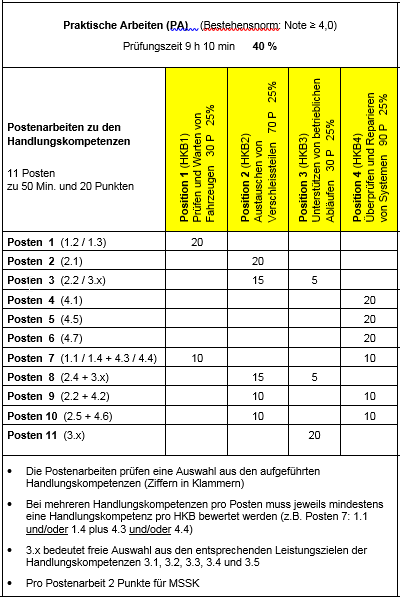 Praktische Arbeiten (PA) (Bestehensnorm: Note ≥ 4,0)
Prüfungszeit 9 h 10 min 40 %
Postenarbeiten zu den
Handlungskompetenzen
11 Posten
zu 50 Min. und 20 Punkten
Position 1 (HKB1)
Prüfen und Warten von
Fahrzeugen 30 P 25%
Position 2 (HKB2)
Austauschen von
Verschleissteilen 70 P 25%
Position 3 (HKB3)
Unterstützen von betrieblichen
Abläufen 30 P 25%
Position 4 (HKB4)
Überprüfen und Reparieren
von Systemen 90 P 25%
Posten 1 (1.2 / 1.3) 20
Posten 2 (2.1) 20
Posten 3 (2.2 / 3.x) 15 5
Posten 4 (4.1) 20
Posten 5 (4.5) 20
Posten 6 (4.7) 20
Posten 7 (1.1 / 1.4 + 4.3 / 4.4) 10 10
Posten 8 (2.4 + 3.x) 15 5
Posten 9 (2.2 + 4.2) 10 10
Posten 10 (2.5 + 4.6) 10 10
Posten 11 (3.x) 20
• Die Postenarbeiten prüfen eine Auswahl aus den aufgeführten
Handlungskompetenzen (Ziffern in Klammern)
• Bei mehreren Handlungskompetenzen pro Posten muss jeweils mindestens
eine Handlungskompetenz pro HKB bewertet werden (z.B. Posten 7: 1.1
und/oder 1.4 plus 4.3 und/oder 4.4)
• 3.x bedeutet freie Auswahl aus den entsprechenden Leistungszielen der
Handlungskompetenzen 3.1, 3.2, 3.3, 3.4 und 3.5
• Pro Postenarbeit 2 Punkte für MSSK